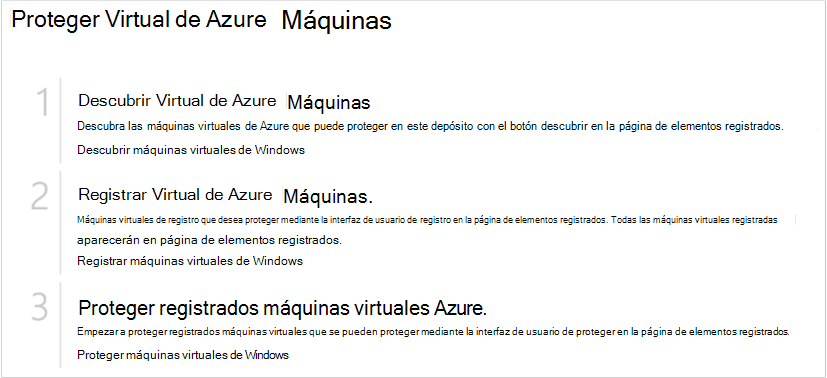 Proteger Virtual de Azure Máquinas
1 Descubrir Virtual de Azure Máquinas
Descubra las máquinas virtuales de Azure que puede proteger en este depósito con el botón descubrir en la página de elementos registrados.
Descubrir máquinas virtuales de Windows
2 Registrar Virtual de Azure Máquinas.
Máquinas virtuales de registro que desea proteger mediante la interfaz de usuario de registro en la página de elementos registrados. Todas las máquinas virtuales registradas
aparecerán en página de elementos registrados.
Registrar máquinas virtuales de Windows
3 Proteger registrados máquinas virtuales Azure.
Empezar a proteger registrados máquinas virtuales que se pueden proteger mediante la interfaz de usuario de proteger en la página de elementos registrados.
Proteger máquinas virtuales de Windows